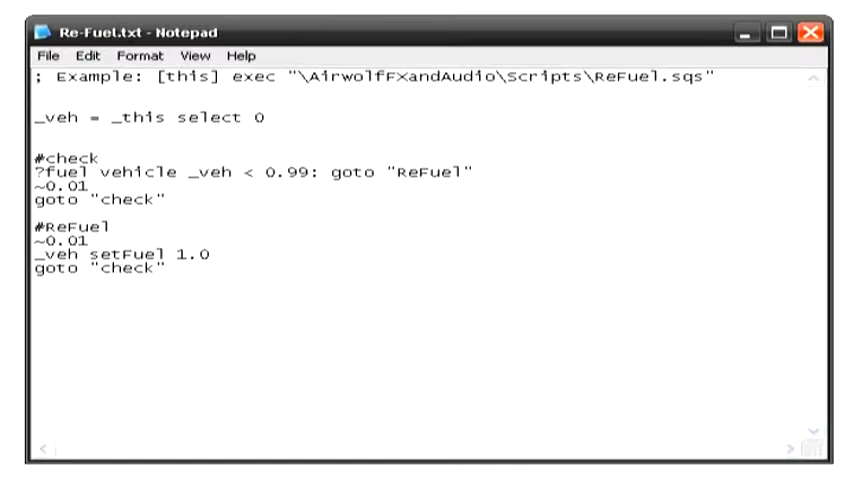 Re-Fuel.txt - Notepad
File Edit Format View Help
; Example: [this] exec "\AirwolfFXandAudio\Scripts\ReFuel.sqs"
_veh = _this select 0
#check
?fuel vehicle _veh < 0.99: goto "ReFuel"
~0.01
goto "check"
#ReFuel
~0.01
_veh setFuel 1.0
goto "check"